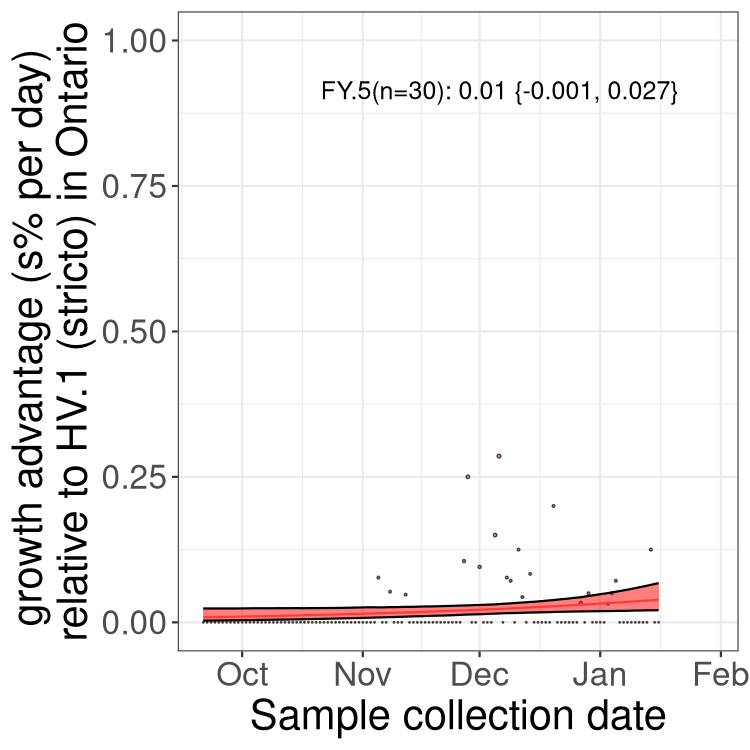 growth advantage (s% per day)
relative to HV.1 (stricto) in Ontario
1.00
0.75
0.50
0.25
0.00
FY.5(n=30): 0.01 {-0.001, 0.027}
Oct Nov Dec Jan Feb
Sample collection date